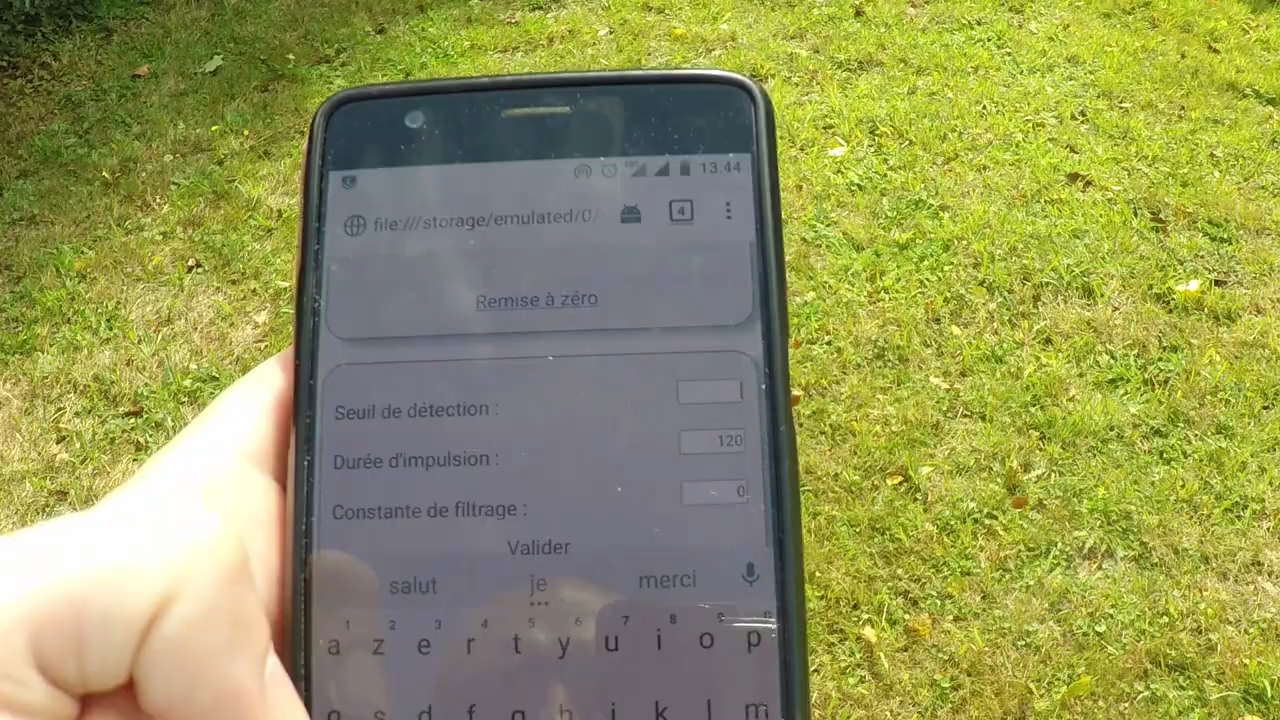 13:44
file:///storage/emulated/0/
4
Remise à zéro
Seuil de détection :
Durée d'impulsion : 120
Constante de filtrage : 0
Valider
salut je merci
1 2 3 4 5 6 7 8 9
a z e r t y u i o p
q s d f g h j k l m